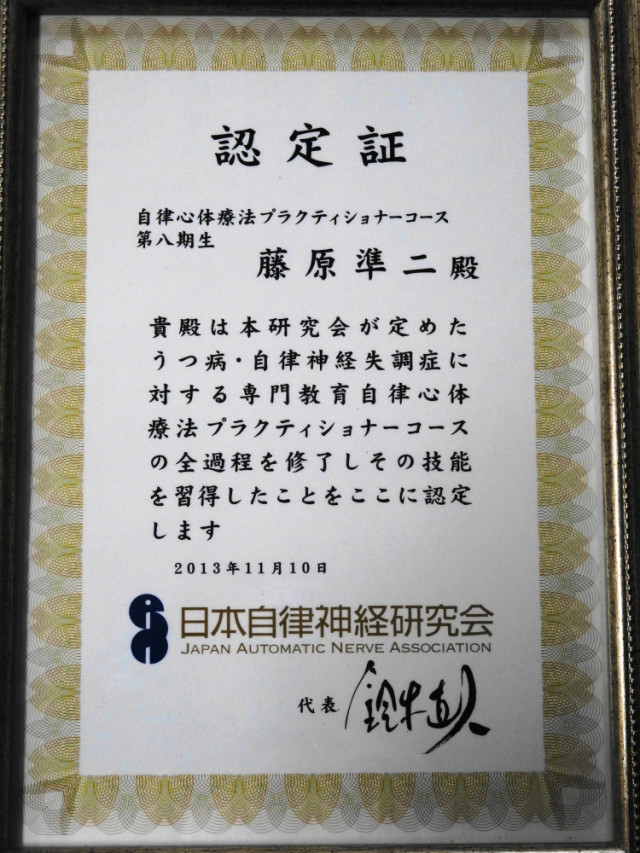 認定証
自律心体療法プラクティショナーコース
第八期生
藤原準二殿
貴殿は本研究会が定めた
うつ病・自律神経失調症に
対する専門教育自律心体
療法プラクティショナーコース
の全過程を修了しその技能
を習得したことをここに認定
します
2013年11月10日
日本自律神経研究会
JAPAN AUTOMATIC NERVE ASSOCIATION
代表 鈴木直人